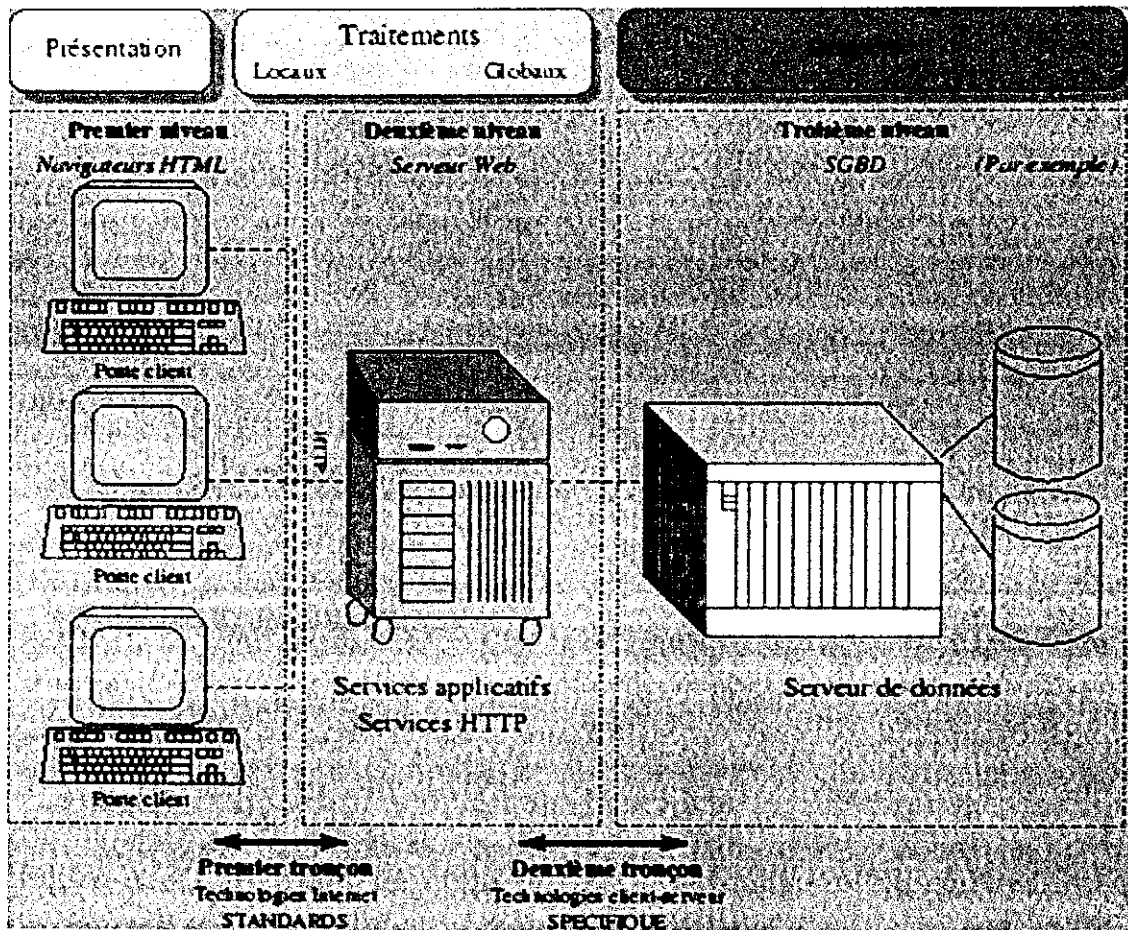 Présentation
Traitements
Locaux Globaux
Premier niveau
Navigateurs HTML
Deuxième niveau
Serveur Web
Troisième niveau
SGBD (Par exemple)
Poste client
Poste client
Poste client
Services applicatifs
Services HTTP
Serveur de données
Premier tronçon
Technologies Internet
STANDARDS
Deuxième tronçon
Technologies client-serveur
SPECIFIQUE